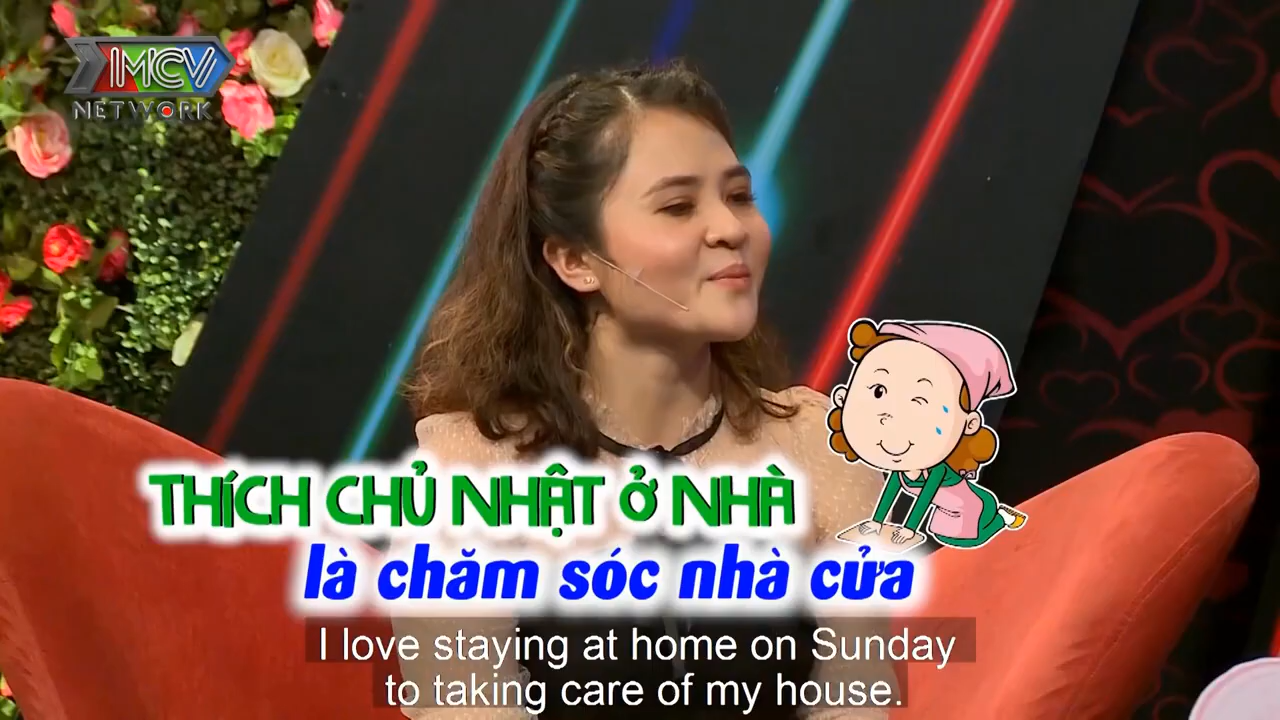 MCV
NETWORK
THÍCH CHỦ NHẬT Ở NHÀ
là chăm sóc nhà cửa
I love staying at home on Sunday
to taking care of my house.